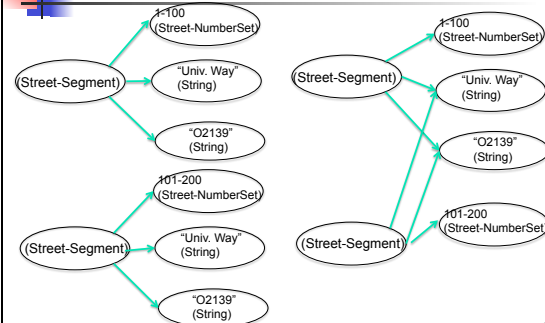 1-100
(Street-NumberSet)
(Street-Segment)
“Univ. Way”
(String)
“O2139”
(String)
101-200
(Street-NumberSet)
(Street-Segment)
“Univ. Way”
(String)
“O2139”
(String)
1-100
(Street-NumberSet)
(Street-Segment)
“Univ. Way”
(String)
“O2139”
(String)
(Street-Segment)
101-200
(Street-NumberSet)